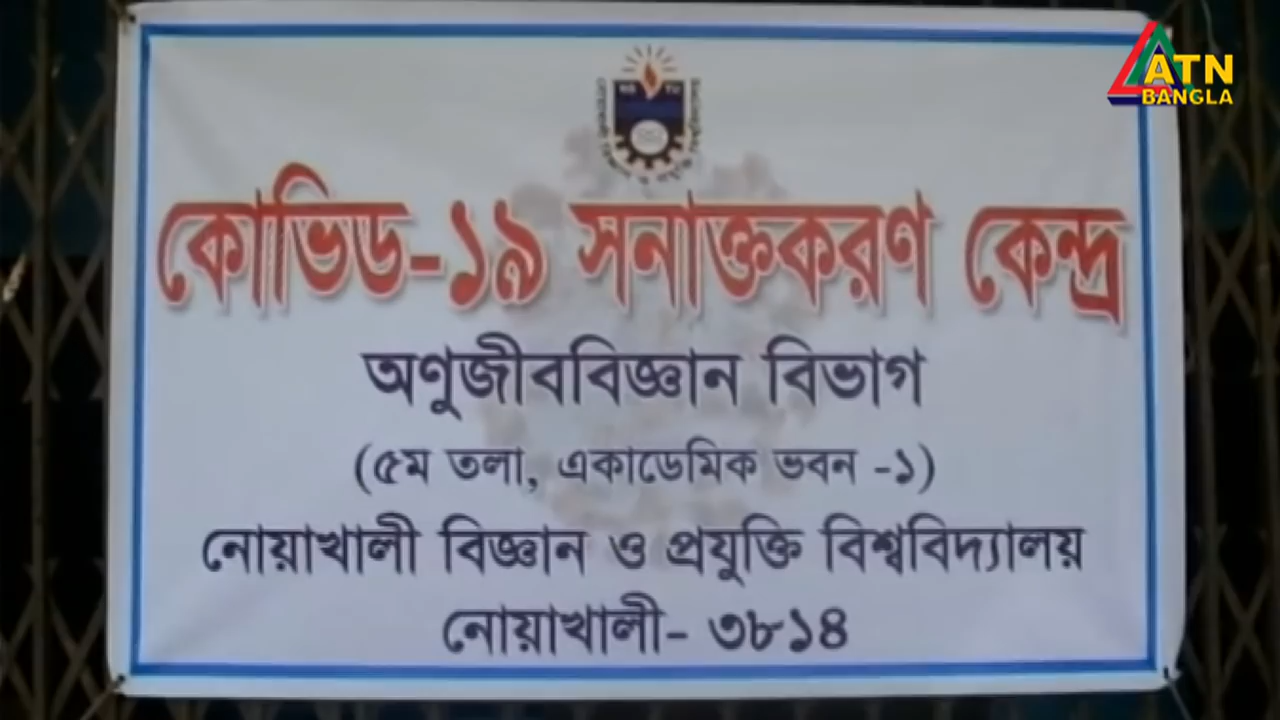 ATN
BANGLA
কোভিড-১৯ সনাক্তকরণ কেন্দ্র
অণুজীববিজ্ঞান বিভাগ
(৫ম তলা, একাডেমিক ভবন -১)
নোয়াখালী বিজ্ঞান ও প্রযুক্তি বিশ্ববিদ্যালয়
নোয়াখালী- ৩৮১৪